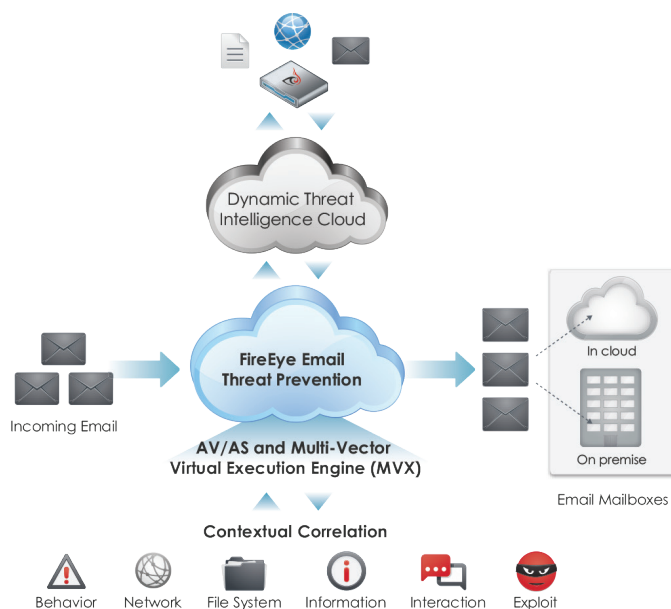 Dynamic Threat
Intelligence Cloud
FireEye Email
Threat Prevention
Incoming Email
In cloud
On premise
Email Mailboxes
AV/AS and Multi-Vector
Virtual Execution Engine (MVX)
Contextual Correlation
Behavior
Network
File System
Information
Interaction
Exploit